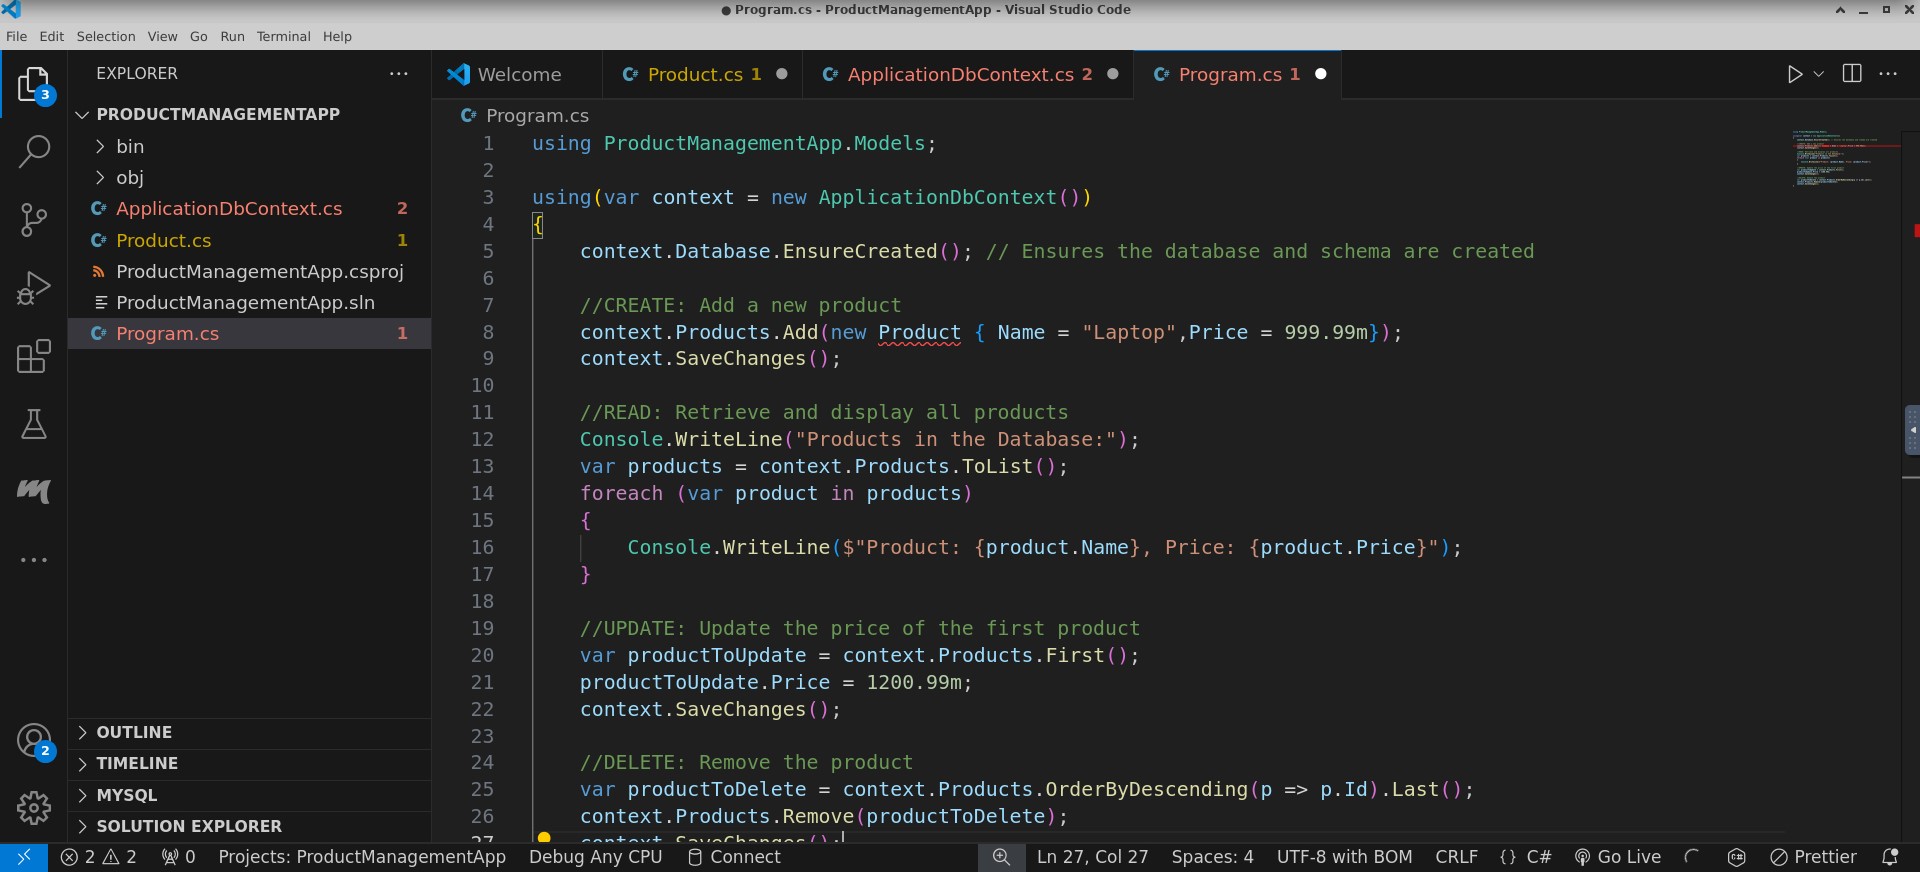 ● Program.cs - ProductManagementApp - Visual Studio Code
File Edit Selection View Go Run Terminal Help
EXPLORER
Welcome
Product.cs 1
ApplicationDbContext.cs 2
Program.cs 1
3
PRODUCTMANAGEMENTAPP
bin
obj
ApplicationDbContext.cs 2
Product.cs 1
ProductManagementApp.csproj
ProductManagementApp.sln
Program.cs 1
OUTLINE
TIMELINE
MYSQL
SOLUTION EXPLORER
2
Program.cs
1 using ProductManagementApp.Models;
2
3 using(var context = new ApplicationDbContext())
4 {
5 context.Database.EnsureCreated(); // Ensures the database and schema are created
6
7 //CREATE: Add a new product
8 context.Products.Add(new Product { Name = "Laptop",Price = 999.99m});
9 context.SaveChanges();
10
11 //READ: Retrieve and display all products
12 Console.WriteLine("Products in the Database:");
13 var products = context.Products.ToList();
14 foreach (var product in products)
15 {
16 Console.WriteLine($"Product: {product.Name}, Price: {product.Price}");
17 }
18
19 //UPDATE: Update the price of the first product
20 var productToUpdate = context.Products.First();
21 productToUpdate.Price = 1200.99m;
22 context.SaveChanges();
23
24 //DELETE: Remove the product
25 var productToDelete = context.Products.OrderByDescending(p => p.Id).Last();
26 context.Products.Remove(productToDelete);
27 context.SaveChanges();
2 2 0 Projects: ProductManagementApp Debug Any CPU Connect Ln 27, Col 27 Spaces: 4 UTF-8 with BOM CRLF {} C# Go Live Prettier